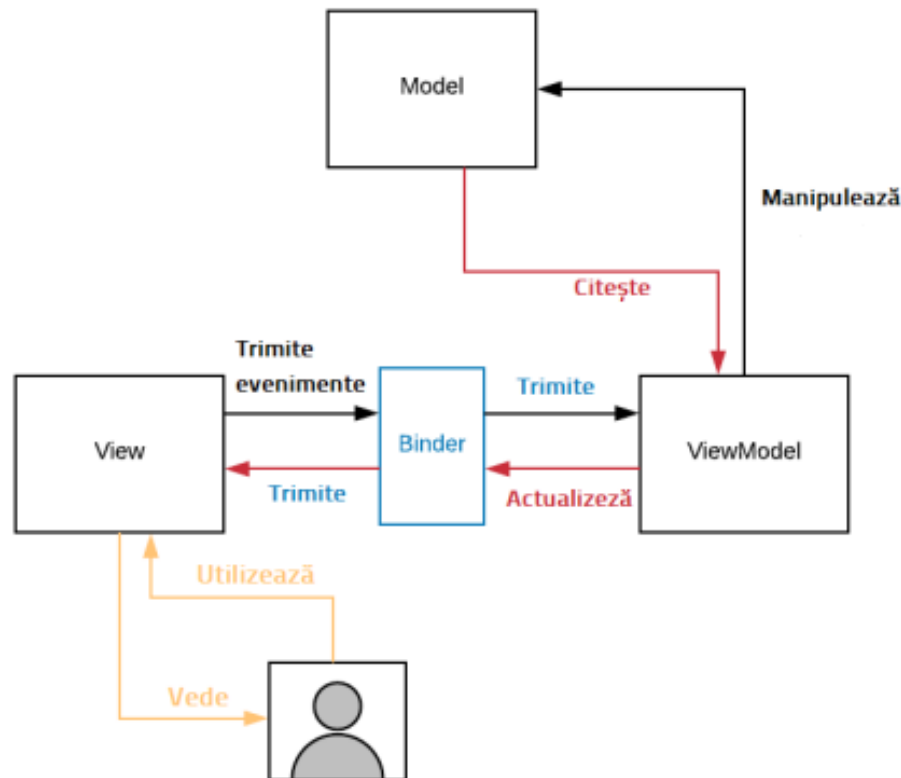 Model
Manipulează
Citește
Trimite
evenimente
Trimite
View
Binder
ViewModel
Trimite
Actualizeză
Utilizează
Vede